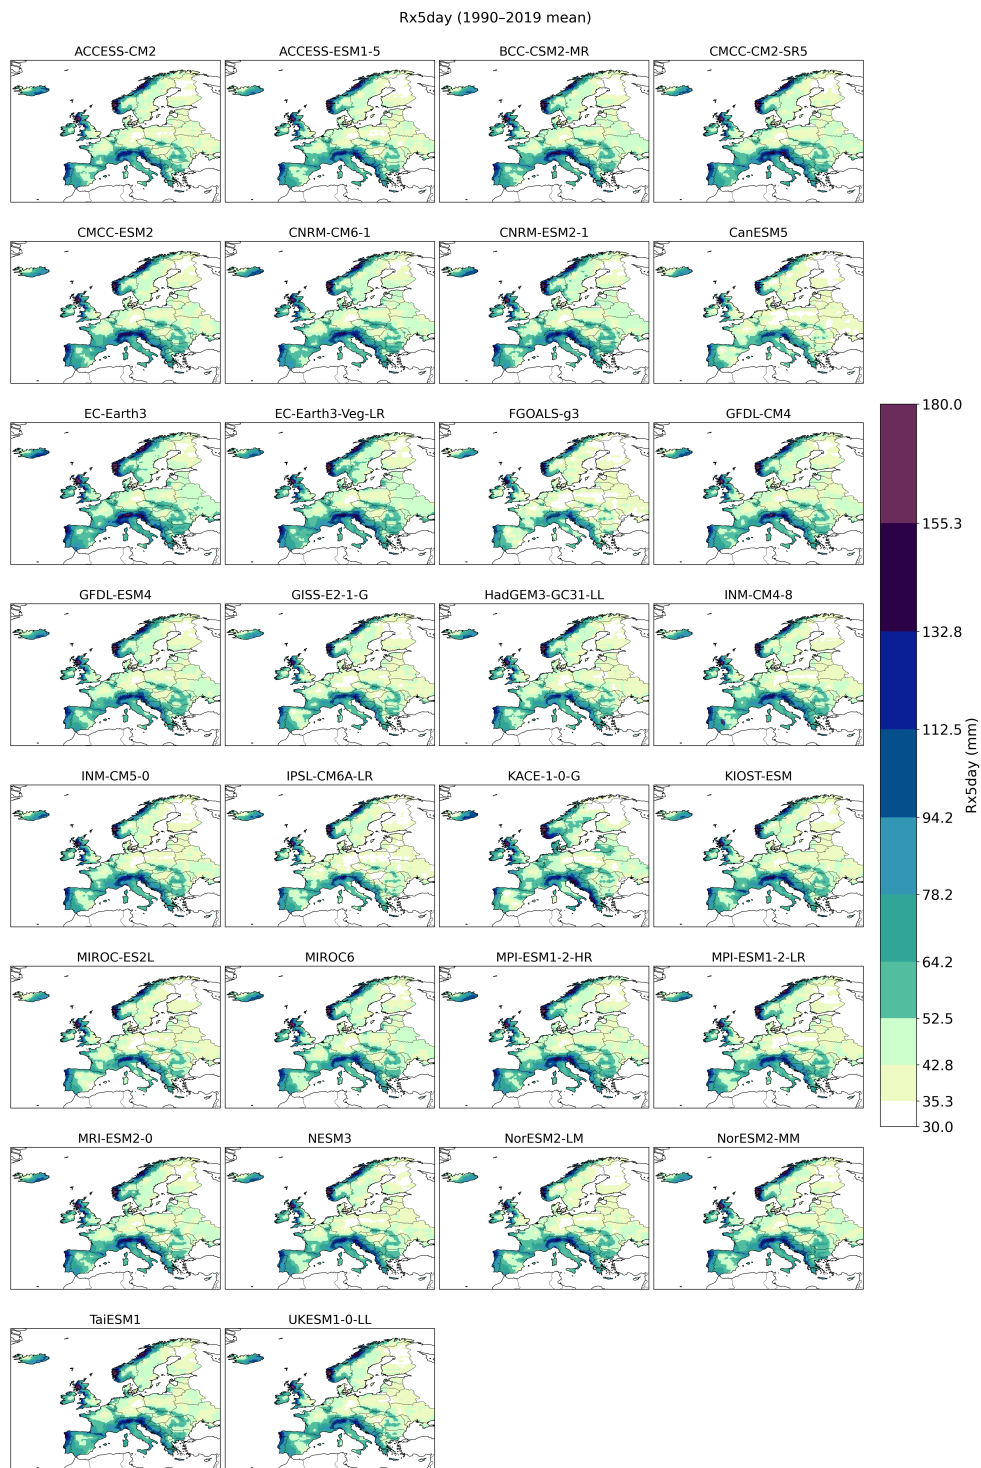 Rx5day (1990–2019 mean)
ACCESS-CM2
ACCESS-ESM1-5
BCC-CSM2-MR
CMCC-CM2-SR5
CMCC-ESM2
CNRM-CM6-1
CNRM-ESM2-1
CanESM5
EC-Earth3
EC-Earth3-Veg-LR
FGOALS-g3
GFDL-CM4
GFDL-ESM4
GISS-E2-1-G
HadGEM3-GC31-LL
INM-CM4-8
INM-CM5-0
IPSL-CM6A-LR
KACE-1-0-G
KIOST-ESM
MIROC-ES2L
MIROC6
MPI-ESM1-2-HR
MPI-ESM1-2-LR
MRI-ESM2-0
NESM3
NorESM2-LM
NorESM2-MM
TaiESM1
UKESM1-0-LL
180.0
155.3
132.8
112.5
94.2
78.2
64.2
52.5
42.8
35.3
30.0
Rx5day (mm)